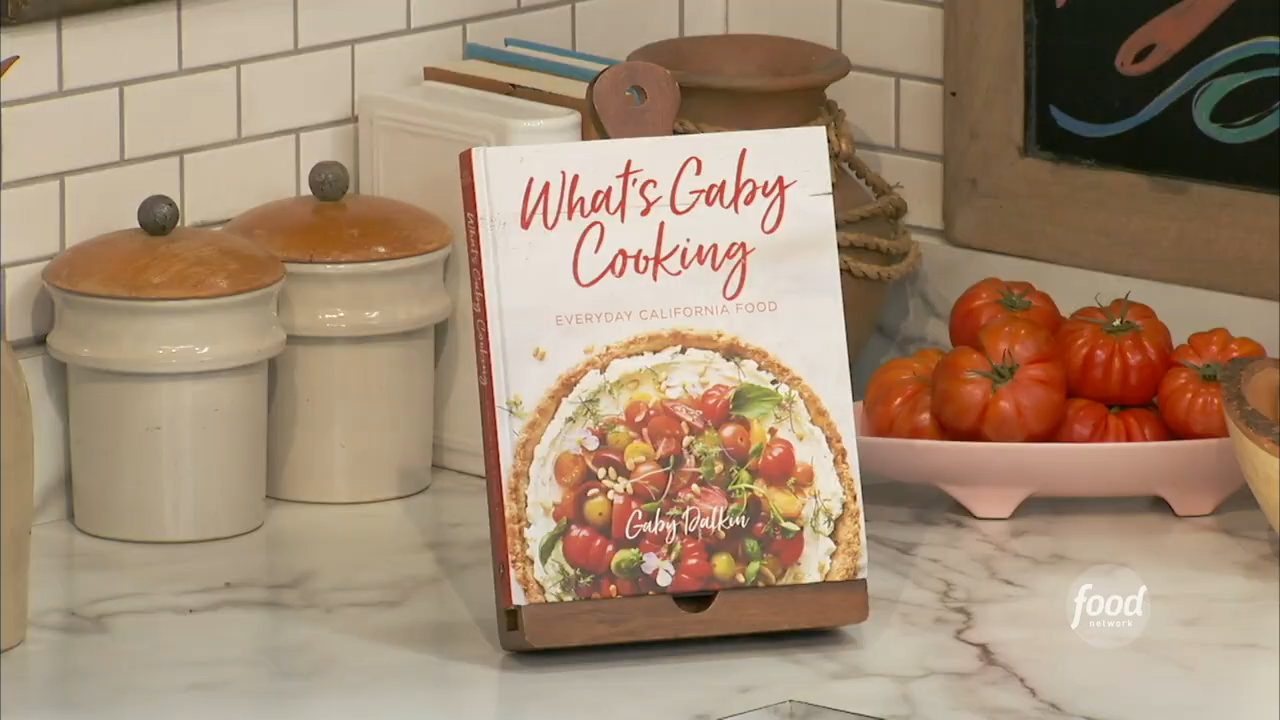 What's Gaby
Cooking
EVERYDAY CALIFORNIA FOOD
Gaby Dalkin
What's Gaby Cooking
food
network